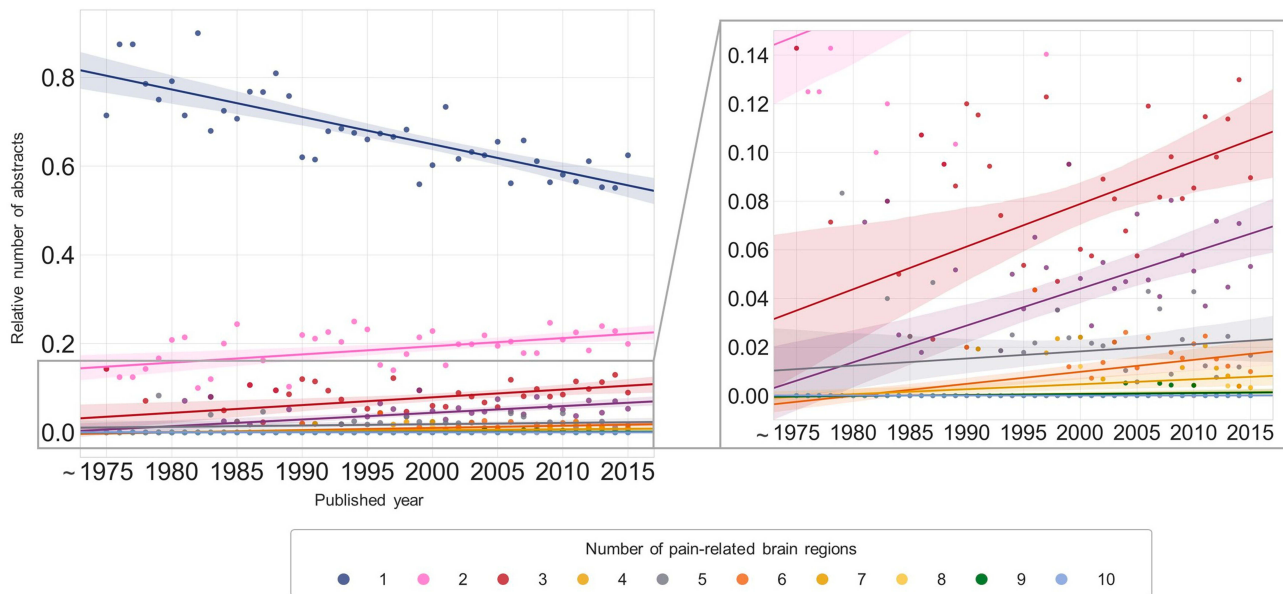 Relative number of abstracts
0.8
0.6
0.4
0.2
0.0
~ 1975 1980 1985 1990 1995 2000 2005 2010 2015
Published year
0.14
0.12
0.10
0.08
0.06
0.04
0.02
0.00
~ 1975 1980 1985 1990 1995 2000 2005 2010 2015
Number of pain-related brain regions
1 2 3 4 5 6 7 8 9 10